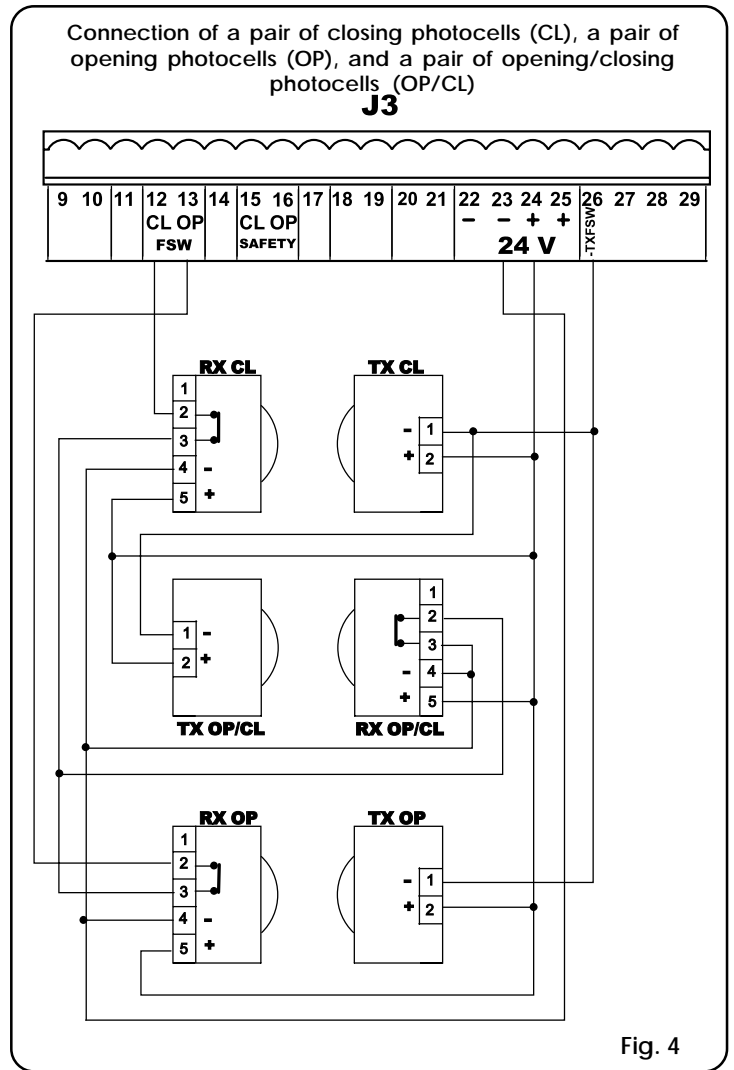 Connection of a pair of closing photocells (CL), a pair of
opening photocells (OP), and a pair of opening/closing
photocells (OP/CL)
J3
9 10 11 12 13 14 15 16 17 18 19 20 21 22 23 24 25 26 27 28 29
CL OP CL OP - - + + -TXFSW
FSW SAFETY 24 V
RX CL TX CL
1
2
3
4 -
5 +
- 1
+ 2
1 -
2 +
1
2
3
- 4
+ 5
TX OP/CL RX OP/CL
RX OP TX OP
1
2
3
4 -
5 +
- 1
+ 2
Fig. 4